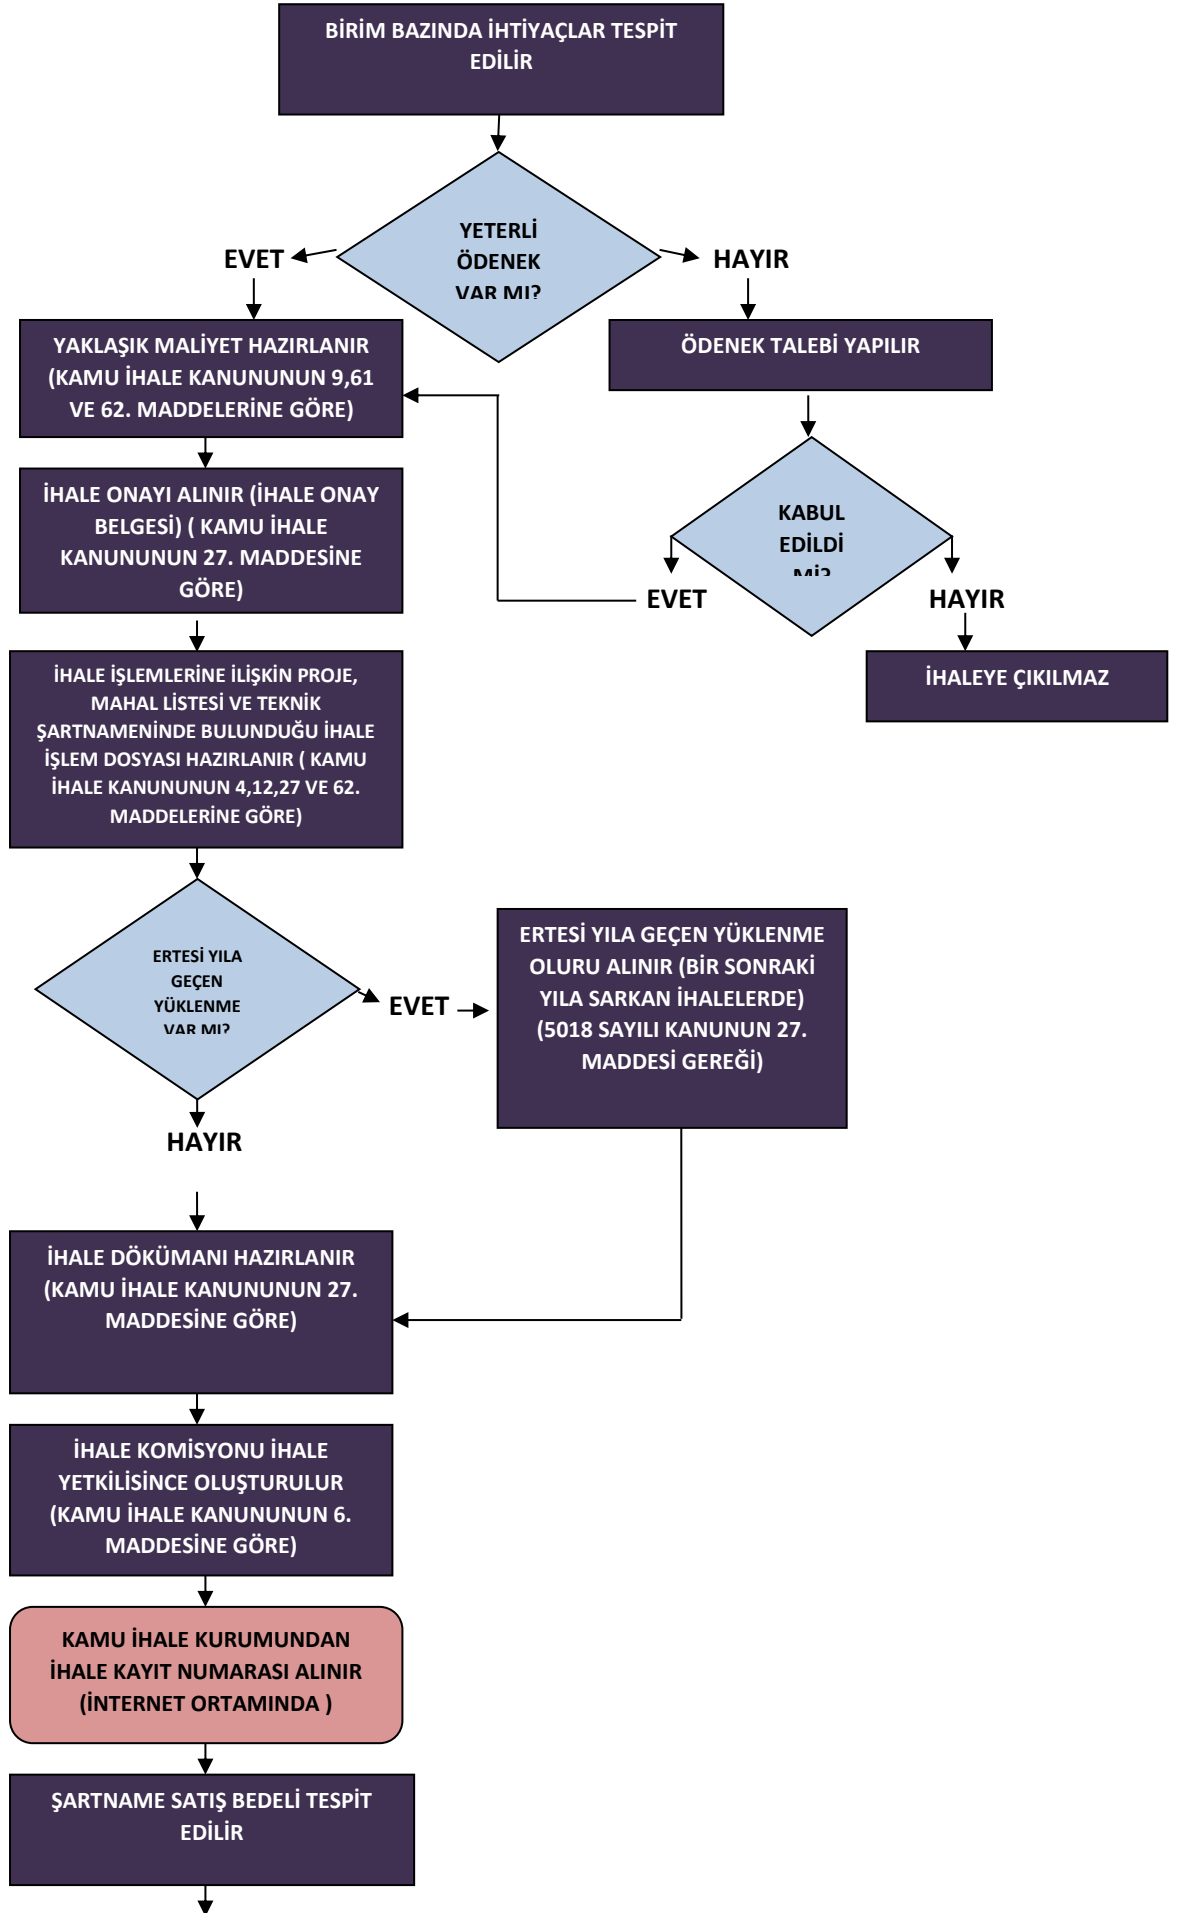 BİRİM BAZINDA İHTİYAÇLAR TESPİT
EDİLİR
YETERLİ
ÖDENEK
VAR MI?
EVET
HAYIR
YAKLAŞIK MALİYET HAZIRLANIR
(KAMU İHALE KANUNUNUN 9,61
VE 62. MADDELERİNE GÖRE)
ÖDENEK TALEBİ YAPILIR
İHALE ONAYI ALINIR (İHALE ONAY
BELGESİ) ( KAMU İHALE
KANUNUNUN 27. MADDESİNE
GÖRE)
KABUL
EDİLDİ
Mİ?
EVET
HAYIR
İHALEYE ÇIKILMAZ
İHALE İŞLEMLERİNE İLİŞKİN PROJE,
MAHAL LİSTESİ VE TEKNİK
ŞARTNAMENİNDE BULUNDUĞU İHALE
İŞLEM DOSYASI HAZIRLANIR ( KAMU
İHALE KANUNUNUN 4,12,27 VE 62.
MADDELERİNE GÖRE)
ERTESİ YILA
GEÇEN
YÜKLENME
VAR MI?
EVET
ERTESİ YILA GEÇEN YÜKLENME
OLURU ALINIR (BİR SONRAKİ
YILA SARKAN İHALELERDE)
(5018 SAYILI KANUNUN 27.
MADDESİ GEREĞİ)
HAYIR
İHALE DÖKÜMANI HAZIRLANIR
(KAMU İHALE KANUNUNUN 27.
MADDESİNE GÖRE)
İHALE KOMİSYONU İHALE
YETKİLİSİNCE OLUŞTURULUR
(KAMU İHALE KANUNUNUN 6.
MADDESİNE GÖRE)
KAMU İHALE KURUMUNDAN
İHALE KAYIT NUMARASI ALINIR
(İNTERNET ORTAMINDA )
ŞARTNAME SATIŞ BEDELİ TESPİT
EDİLİR